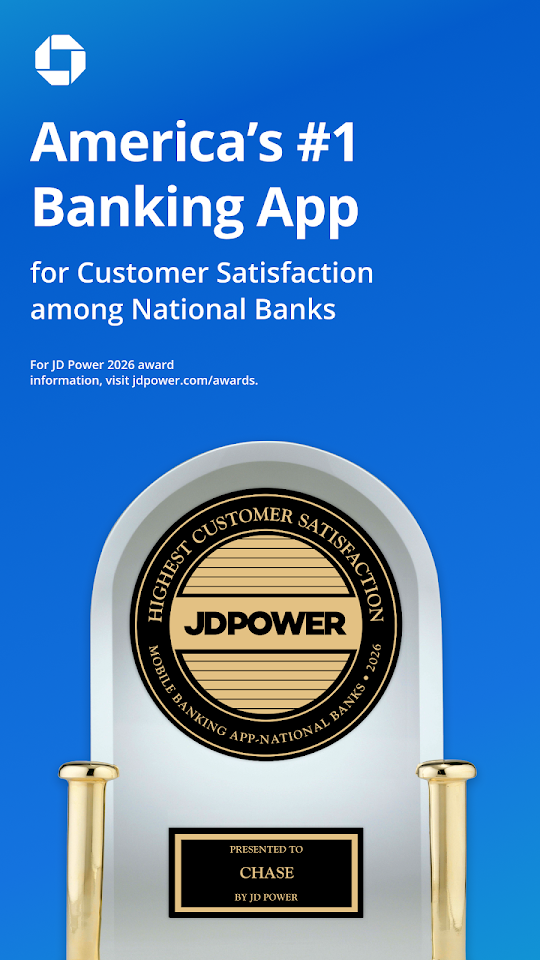 America's #1
Banking App
for Customer Satisfaction
among National Banks
For JD Power 2026 award
information, visit jdpower.com/awards.
HIGHEST CUSTOMER SATISFACTION
JDPOWER
MOBILE BANKING APP-NATIONAL BANKS • 2026
PRESENTED TO
CHASE
BY JD POWER